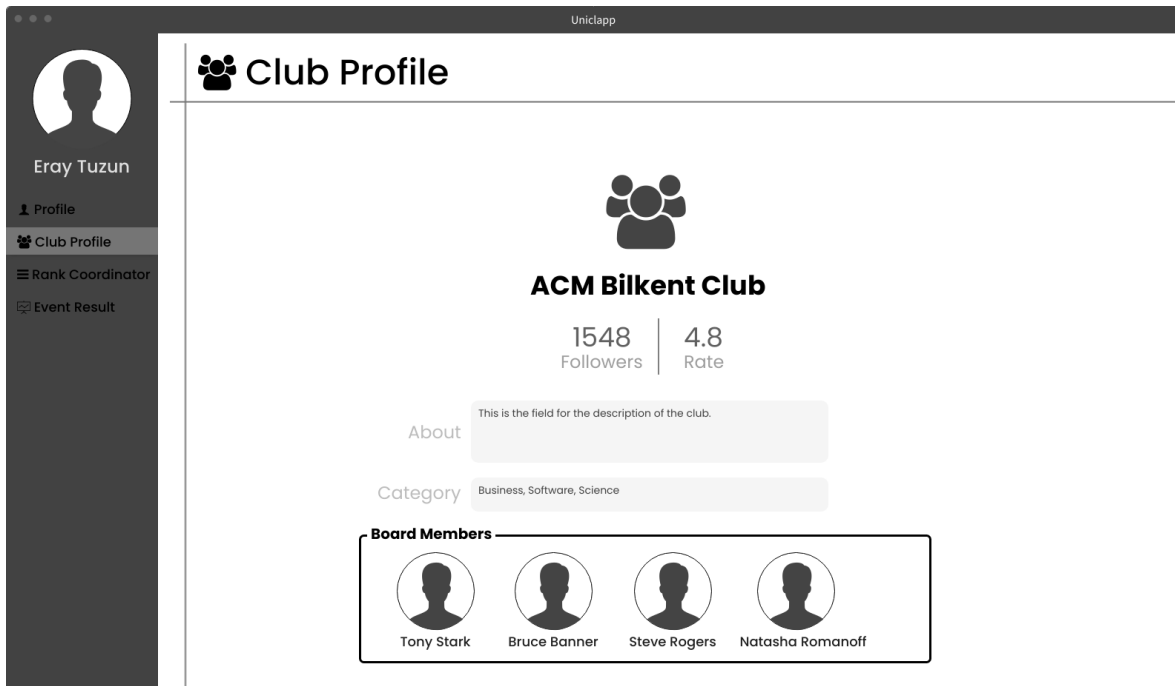 Uniclapp
Eray Tuzun
Profile
Club Profile
Rank Coordinator
Event Result
Club Profile
ACM Bilkent Club
1548
Followers
4.8
Rate
About
This is the field for the description of the club.
Category
Business, Software, Science
Board Members
Tony Stark
Bruce Banner
Steve Rogers
Natasha Romanoff